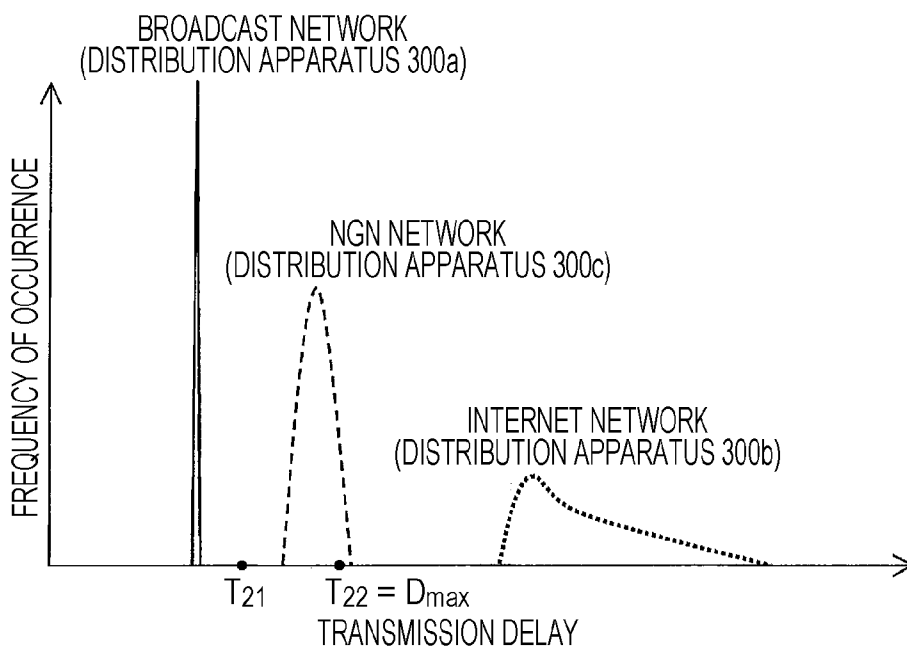 BROADCAST NETWORK
(DISTRIBUTION APPARATUS 300a)
FREQUENCY OF OCCURRENCE
NGN NETWORK
(DISTRIBUTION APPARATUS 300c)
INTERNET NETWORK
(DISTRIBUTION APPARATUS 300b)
T21
T22 = Dmax
TRANSMISSION DELAY